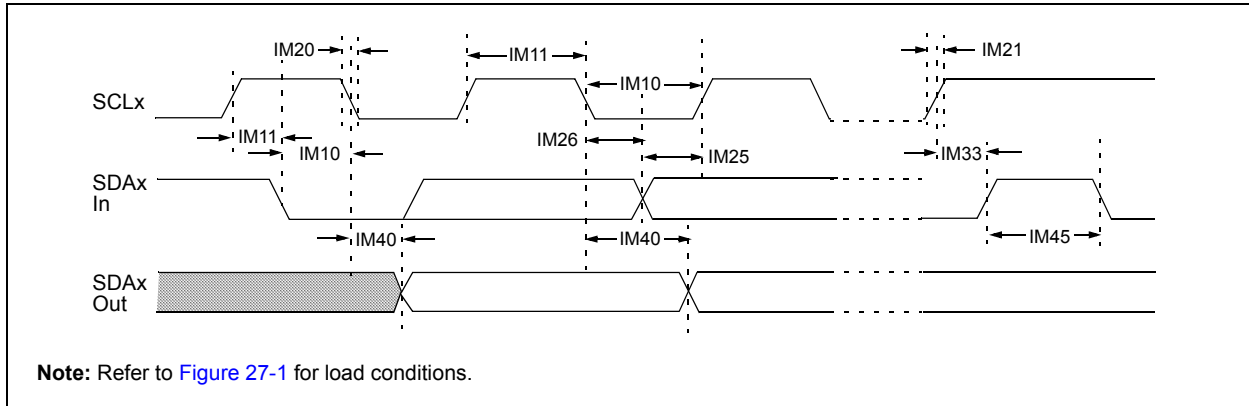 IM20
IM11
IM21
IM10
SCLx
IM11
IM10
IM26
IM25
IM33
SDAx
In
IM40
IM40
IM45
SDAx
Out
Note: Refer to Figure 27-1 for load conditions.